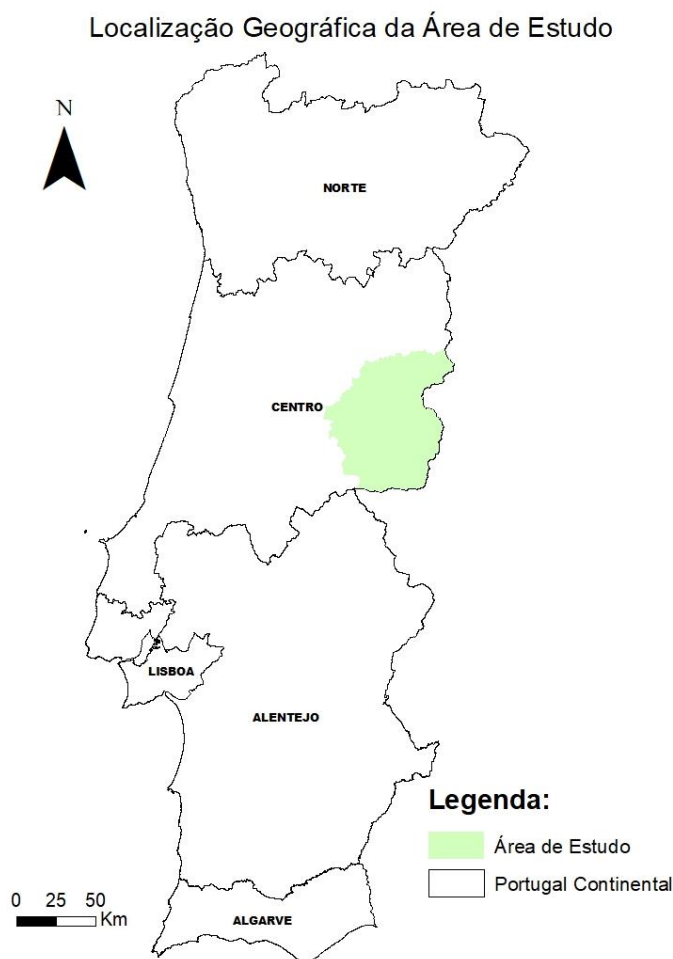 Localização Geográfica da Área de Estudo
N
NORTE
CENTRO
LISBOA
ALENTEJO
Legenda:
Área de Estudo
Portugal Continental
0 25 50
Km
ALGARVE